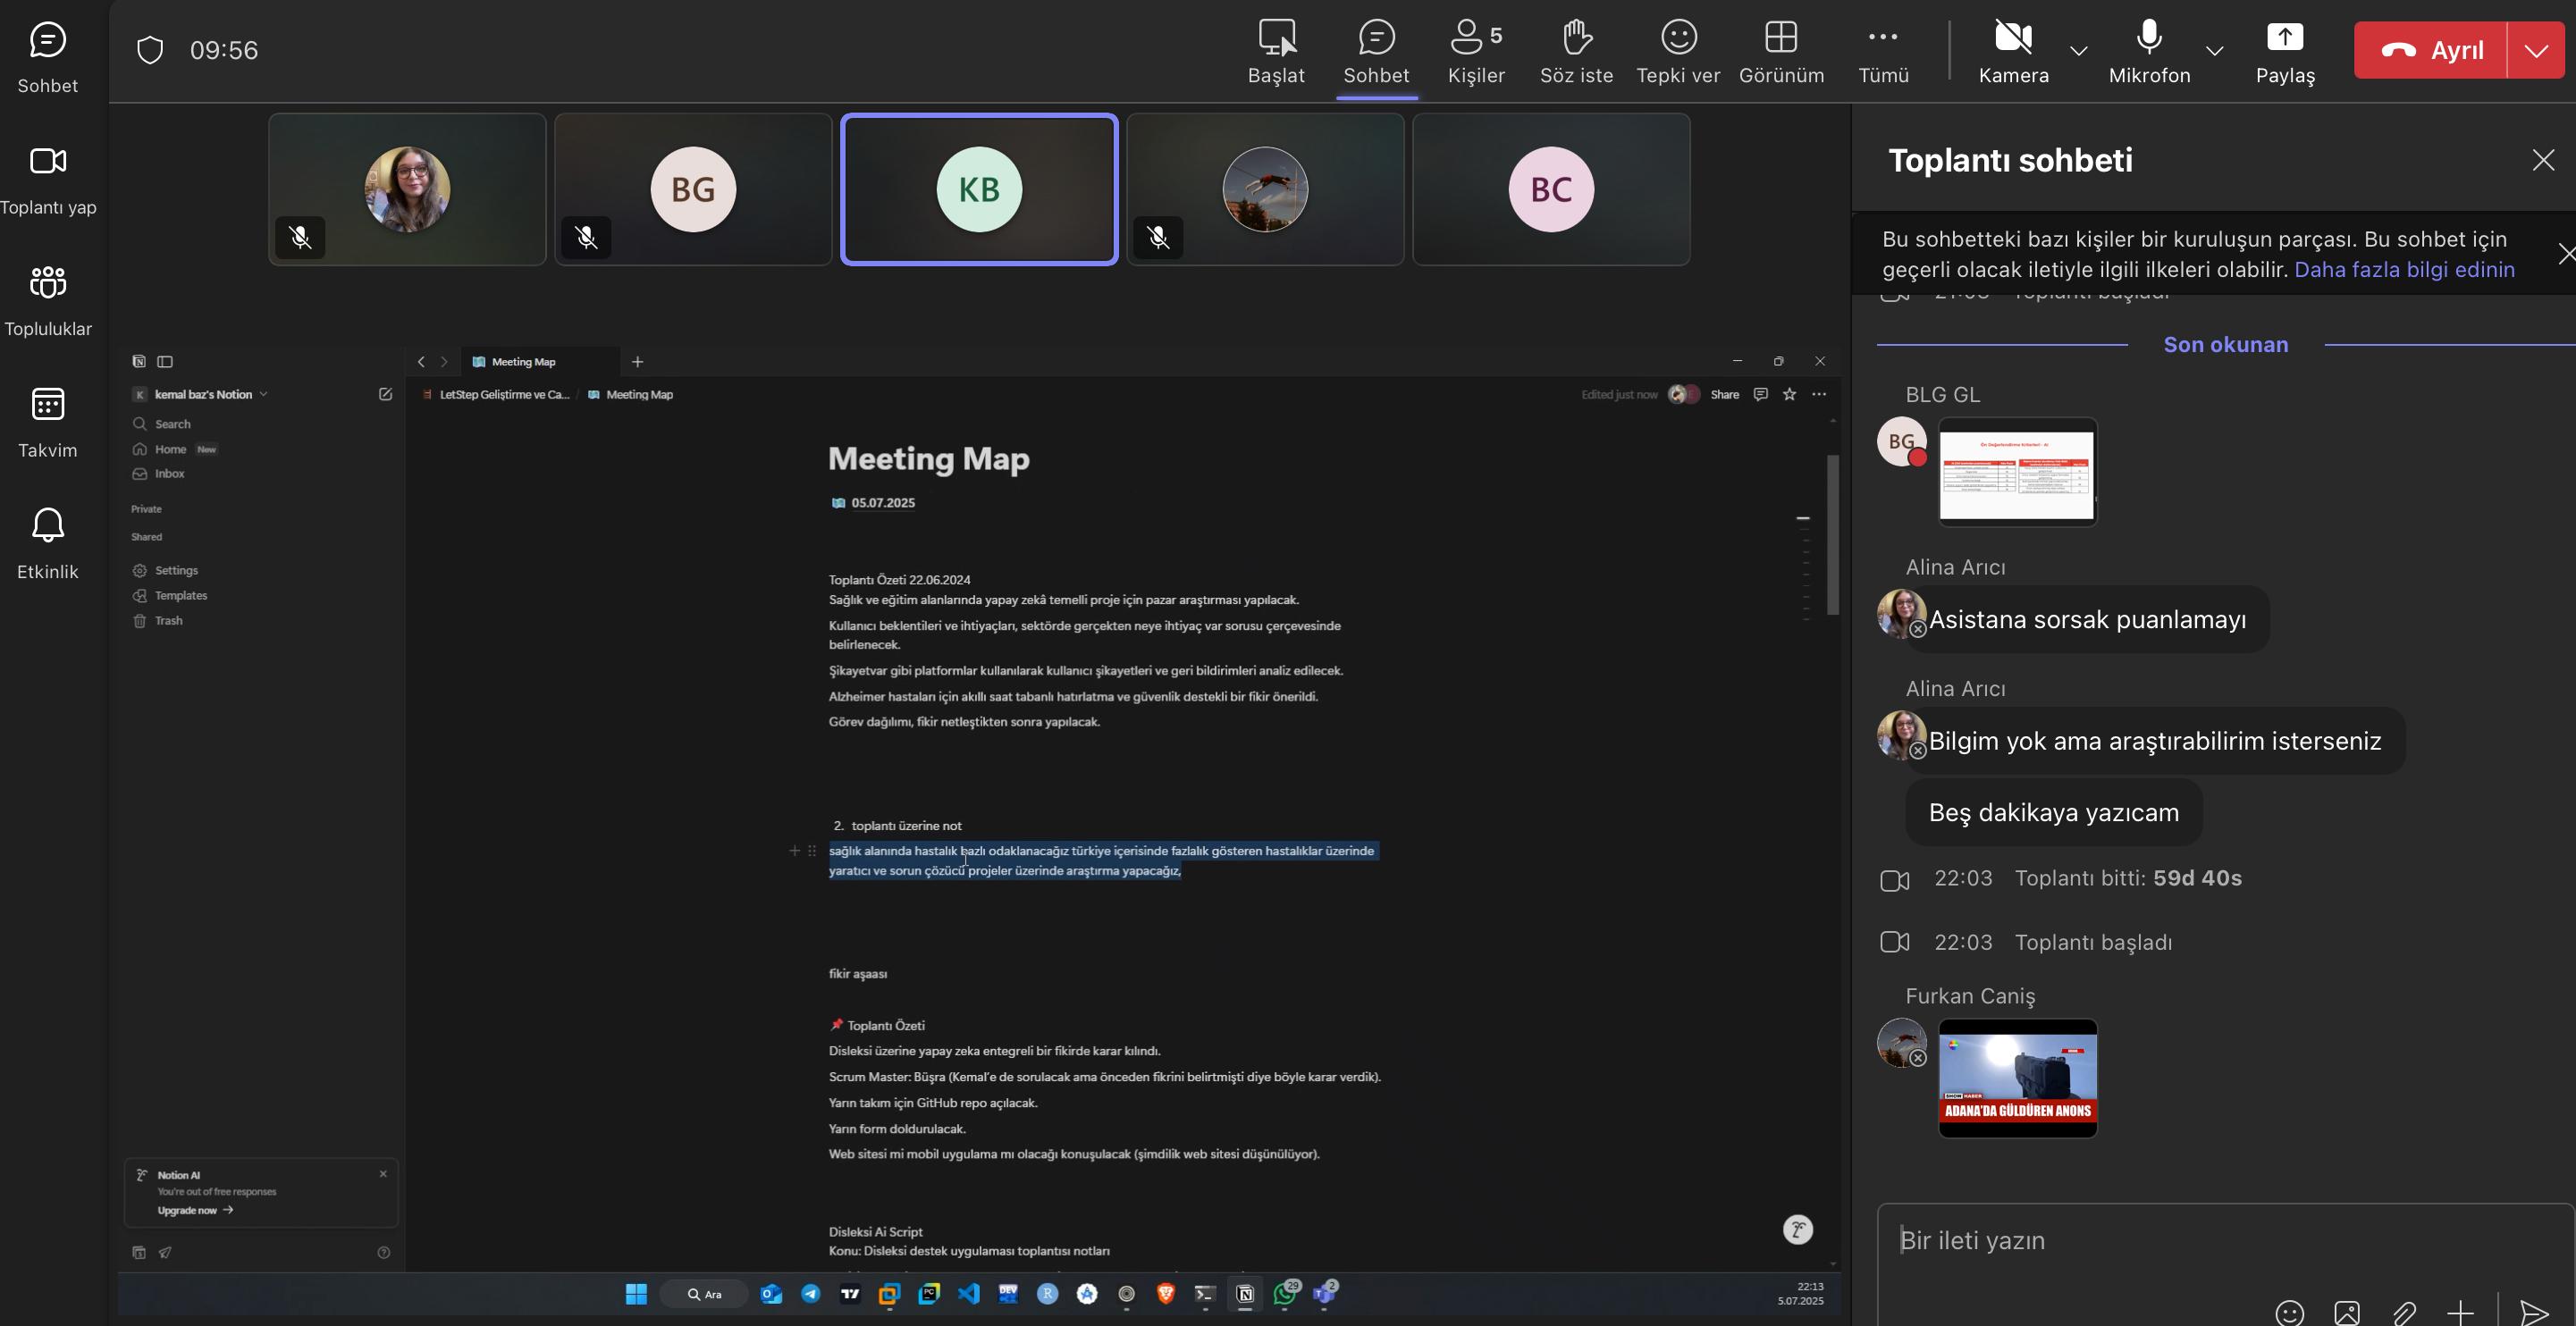 Sohbet
Toplantı yap
Topluluklar
Takvim
Etkinlik
09:56
Başlat
Sohbet
5
Kişiler
Söz iste
Tepki ver
Görünüm
Tümü
Kamera
Mikrofon
Paylaş
Ayrıl
BG
KB
BC
kemal baz's Notion
Search
Home New
Inbox
Private
Shared
Settings
Templates
Trash
Notion AI
You're out of free responses
Upgrade now →
Meeting Map
LetStep Geliştirme ve Ca... / Meeting Map
Edited just now
Share
Meeting Map
05.07.2025
Toplantı Özeti 22.06.2024
Sağlık ve eğitim alanlarında yapay zekâ temelli proje için pazar araştırması yapılacak.
Kullanıcı beklentileri ve ihtiyaçları, sektörde gerçekten neye ihtiyaç var sorusu çerçevesinde
belirlenecek.
Şikayetvar gibi platformlar kullanılarak kullanıcı şikayetleri ve geri bildirimleri analiz edilecek.
Alzheimer hastaları için akıllı saat tabanlı hatırlatma ve güvenlik destekli bir fikir önerildi.
Görev dağılımı, fikir netleştikten sonra yapılacak.
2. toplantı üzerine not
sağlık alanında hastalık bazlı odaklanacağız türkiye içerisinde fazlalık gösteren hastalıklar üzerinde
yaratıcı ve sorun çözücü projeler üzerinde araştırma yapacağız,
fikir aşaası
Toplantı Özeti
Disleksi üzerine yapay zeka entegreli bir fikirde karar kılındı.
Scrum Master: Büşra (Kemal'e de sorulacak ama önceden fikrini belirtmişti diye böyle karar verdik).
Yarın takım için GitHub repo açılacak.
Yarın form doldurulacak.
Web sitesi mi mobil uygulama mı olacağı konuşulacak (şimdilik web sitesi düşünülüyor).
Disleksi Ai Script
Konu: Disleksi destek uygulaması toplantısı notları
Ara
29
2
22:13
5.07.2025
Toplantı sohbeti
Bu sohbetteki bazı kişiler bir kuruluşun parçası. Bu sohbet için
geçerli olacak iletiyle ilgili ilkeleri olabilir. Daha fazla bilgi edinin
Toplantı başladı
Son okunan
BLG GL
BG
Ön Değerlendirme Kriterleri - AI
Alina Arıcı
Asistana sorsak puanlamayı
Alina Arıcı
Bilgim yok ama araştırabilirim isterseniz
Beş dakikaya yazıcam
22:03 Toplantı bitti: 59d 40s
22:03 Toplantı başladı
Furkan Caniş
ADANA'DA GÜLDÜREN ANONS
Bir ileti yazın